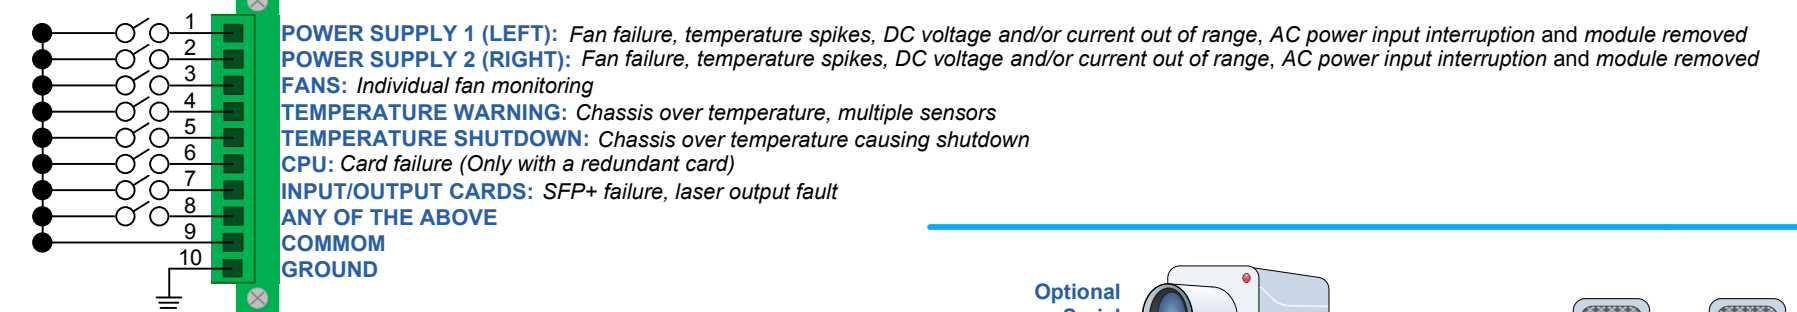 1 POWER SUPPLY 1 (LEFT): Fan failure, temperature spikes, DC voltage and/or current out of range, AC power input interruption and module removed
2 POWER SUPPLY 2 (RIGHT): Fan failure, temperature spikes, DC voltage and/or current out of range, AC power input interruption and module removed
3 FANS: Individual fan monitoring
4 TEMPERATURE WARNING: Chassis over temperature, multiple sensors
5 TEMPERATURE SHUTDOWN: Chassis over temperature causing shutdown
6 CPU: Card failure (Only with a redundant card)
7 INPUT/OUTPUT CARDS: SFP+ failure, laser output fault
8 ANY OF THE ABOVE
9 COMMOM
10 GROUND
Optional